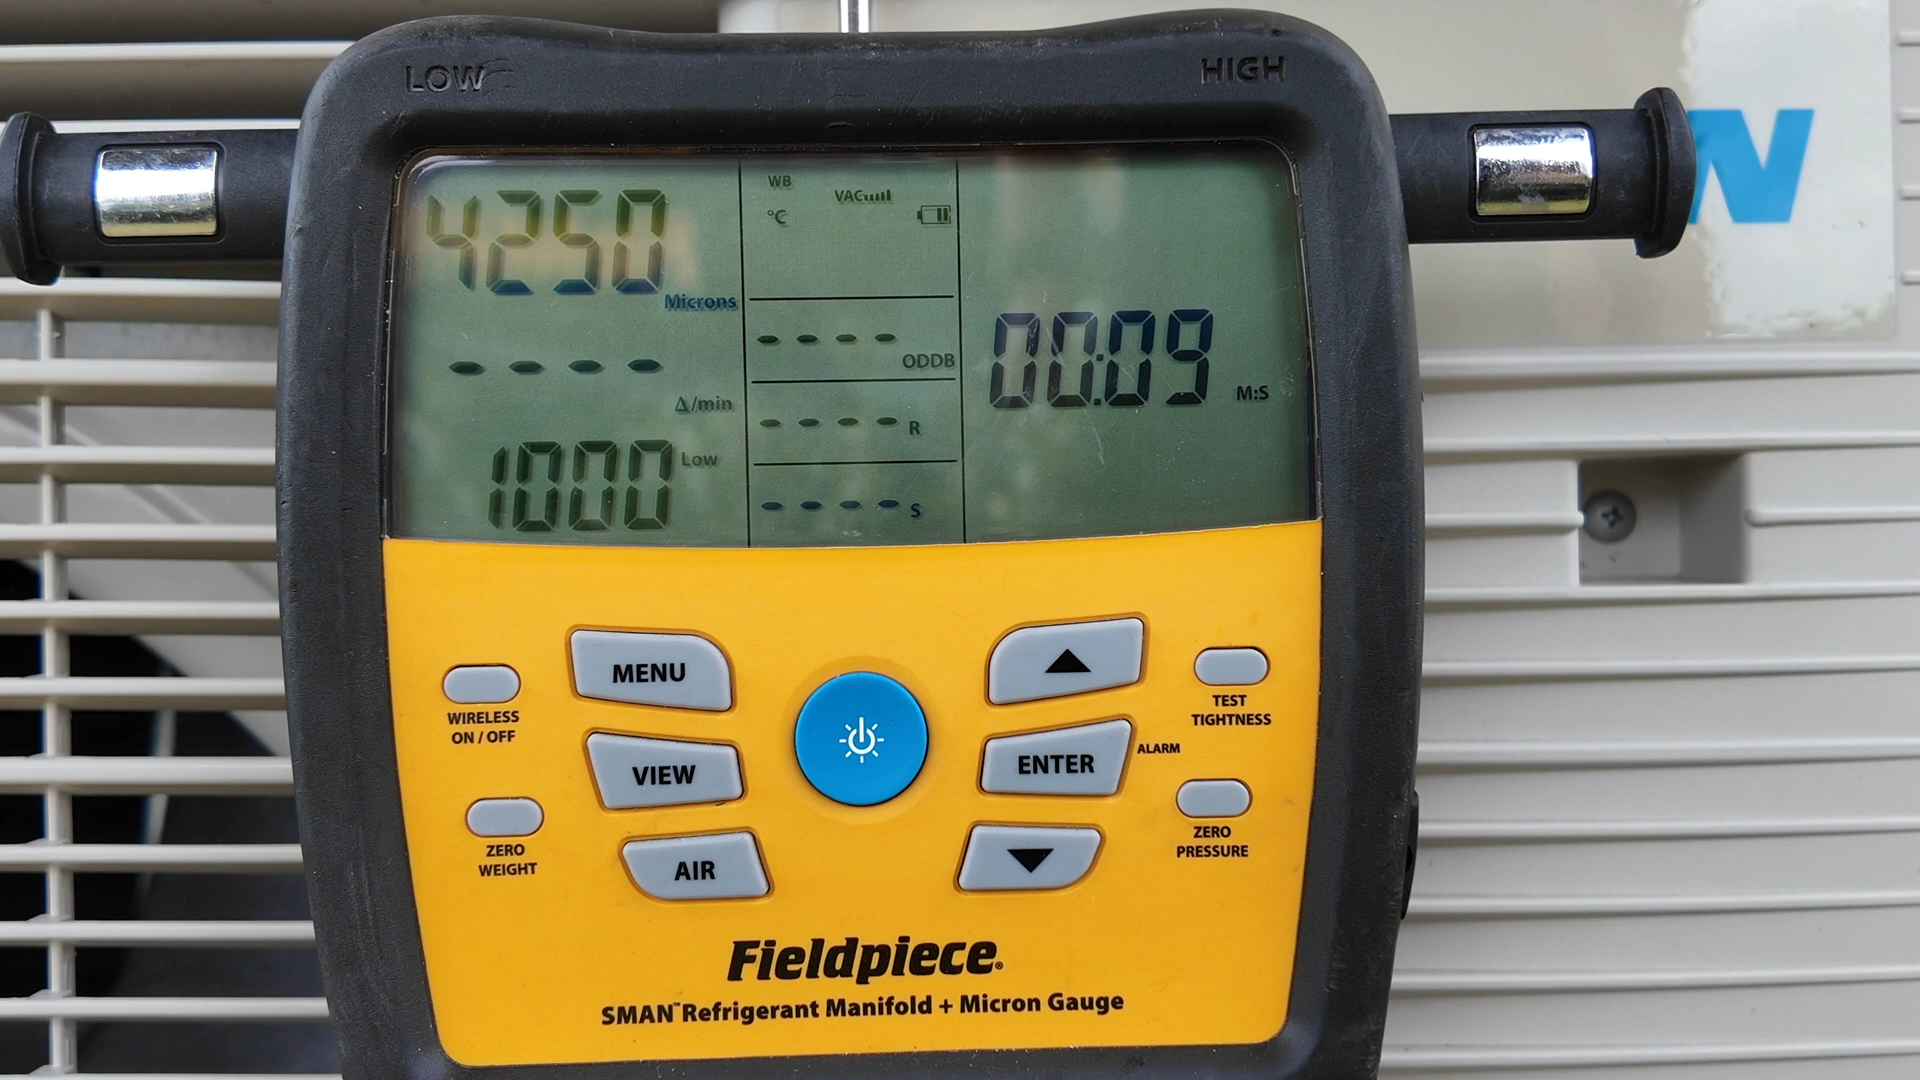 LOW
HIGH
4250
Microns
- - - -
Δ/min
1000 Low
WB
°C
VAC
- - - - ODDB
- - - - R
- - - - S
00:09 M:S
MENU
WIRELESS
ON / OFF
VIEW
ZERO
WEIGHT
AIR
TEST
TIGHTNESS
ENTER
ALARM
ZERO
PRESSURE
Fieldpiece®
SMAN™ Refrigerant Manifold + Micron Gauge